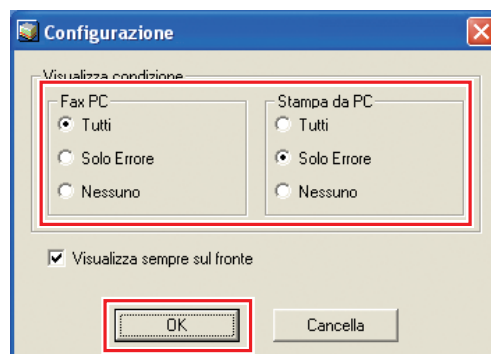 Configurazione
Visualizza condizione
Fax PC
Tutti
Solo Errore
Nessuno
Stampa da PC
Tutti
Solo Errore
Nessuno
Visualizza sempre sul fronte
OK
Cancella